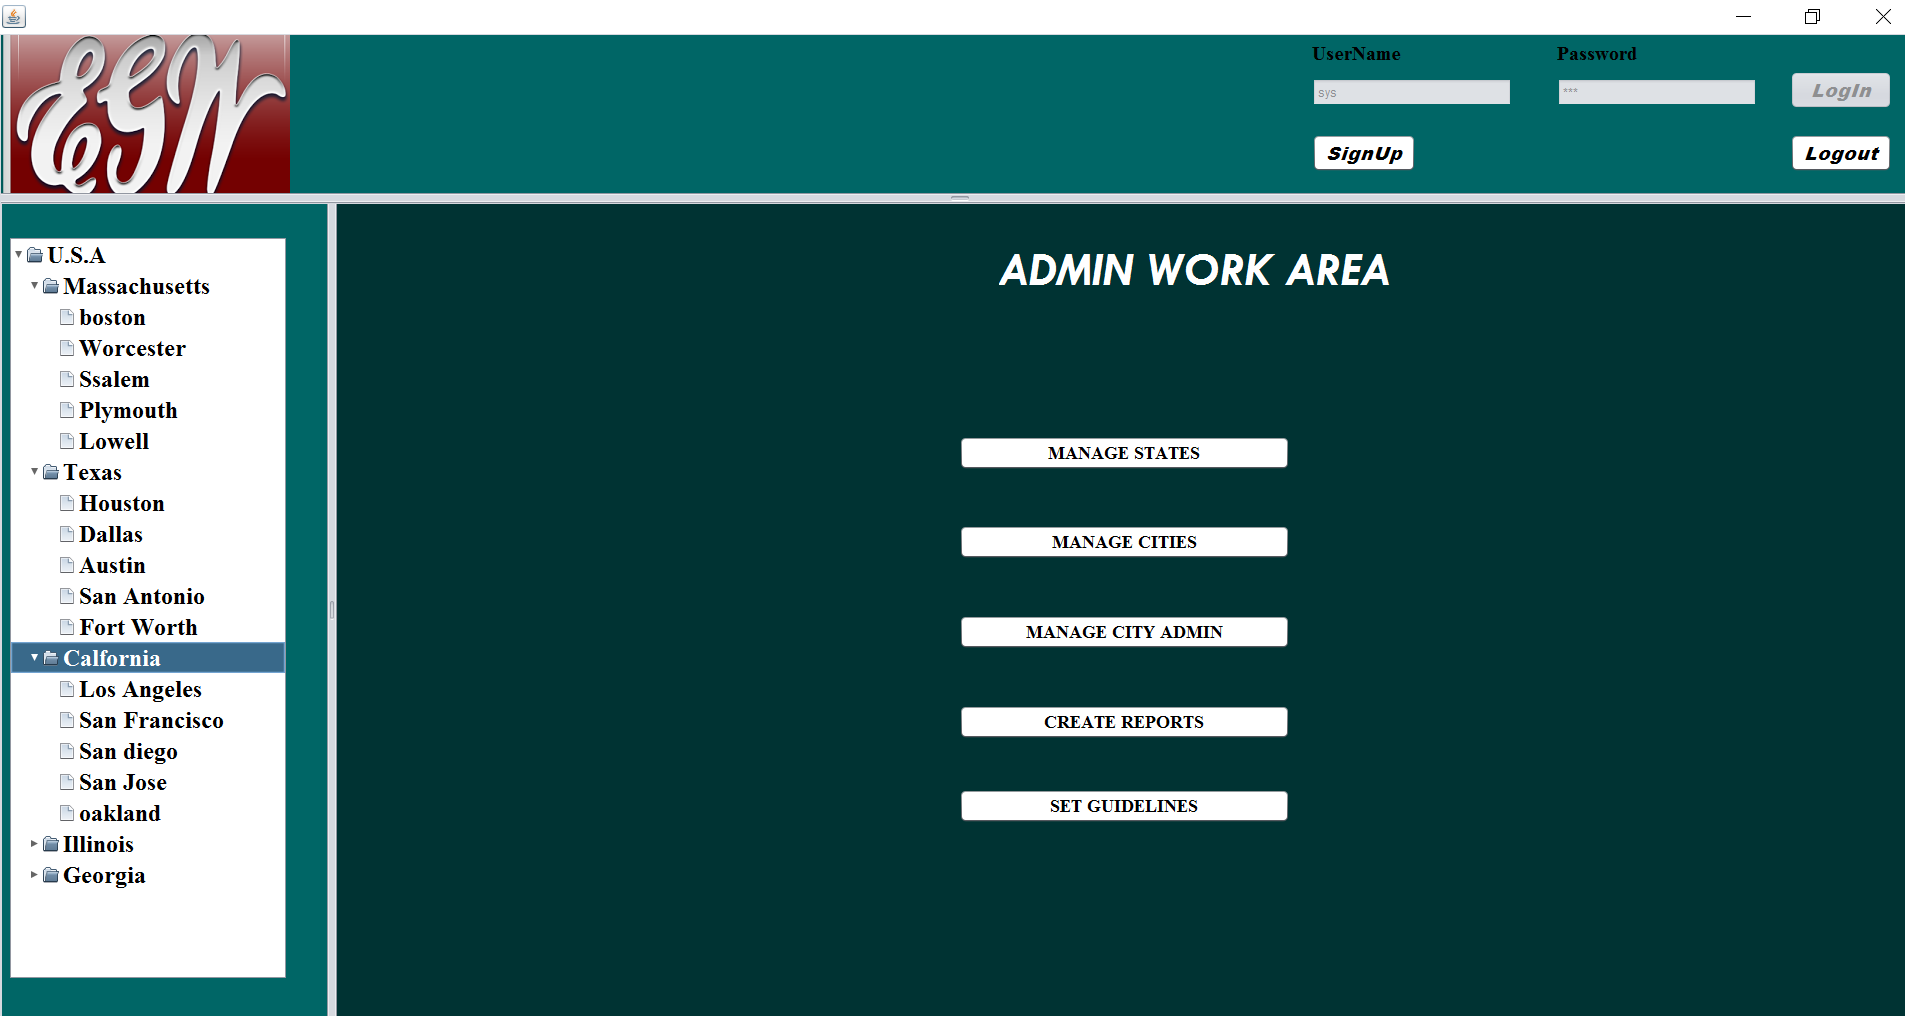 EGN
UserName
Password
sys
***
LogIn
SignUp
Logout
U.S.A
Massachusetts
boston
Worcester
Ssalem
Plymouth
Lowell
Texas
Houston
Dallas
Austin
San Antonio
Fort Worth
Calfornia
Los Angeles
San Francisco
San diego
San Jose
oakland
Illinois
Georgia
ADMIN WORK AREA
MANAGE STATES
MANAGE CITIES
MANAGE CITY ADMIN
CREATE REPORTS
SET GUIDELINES